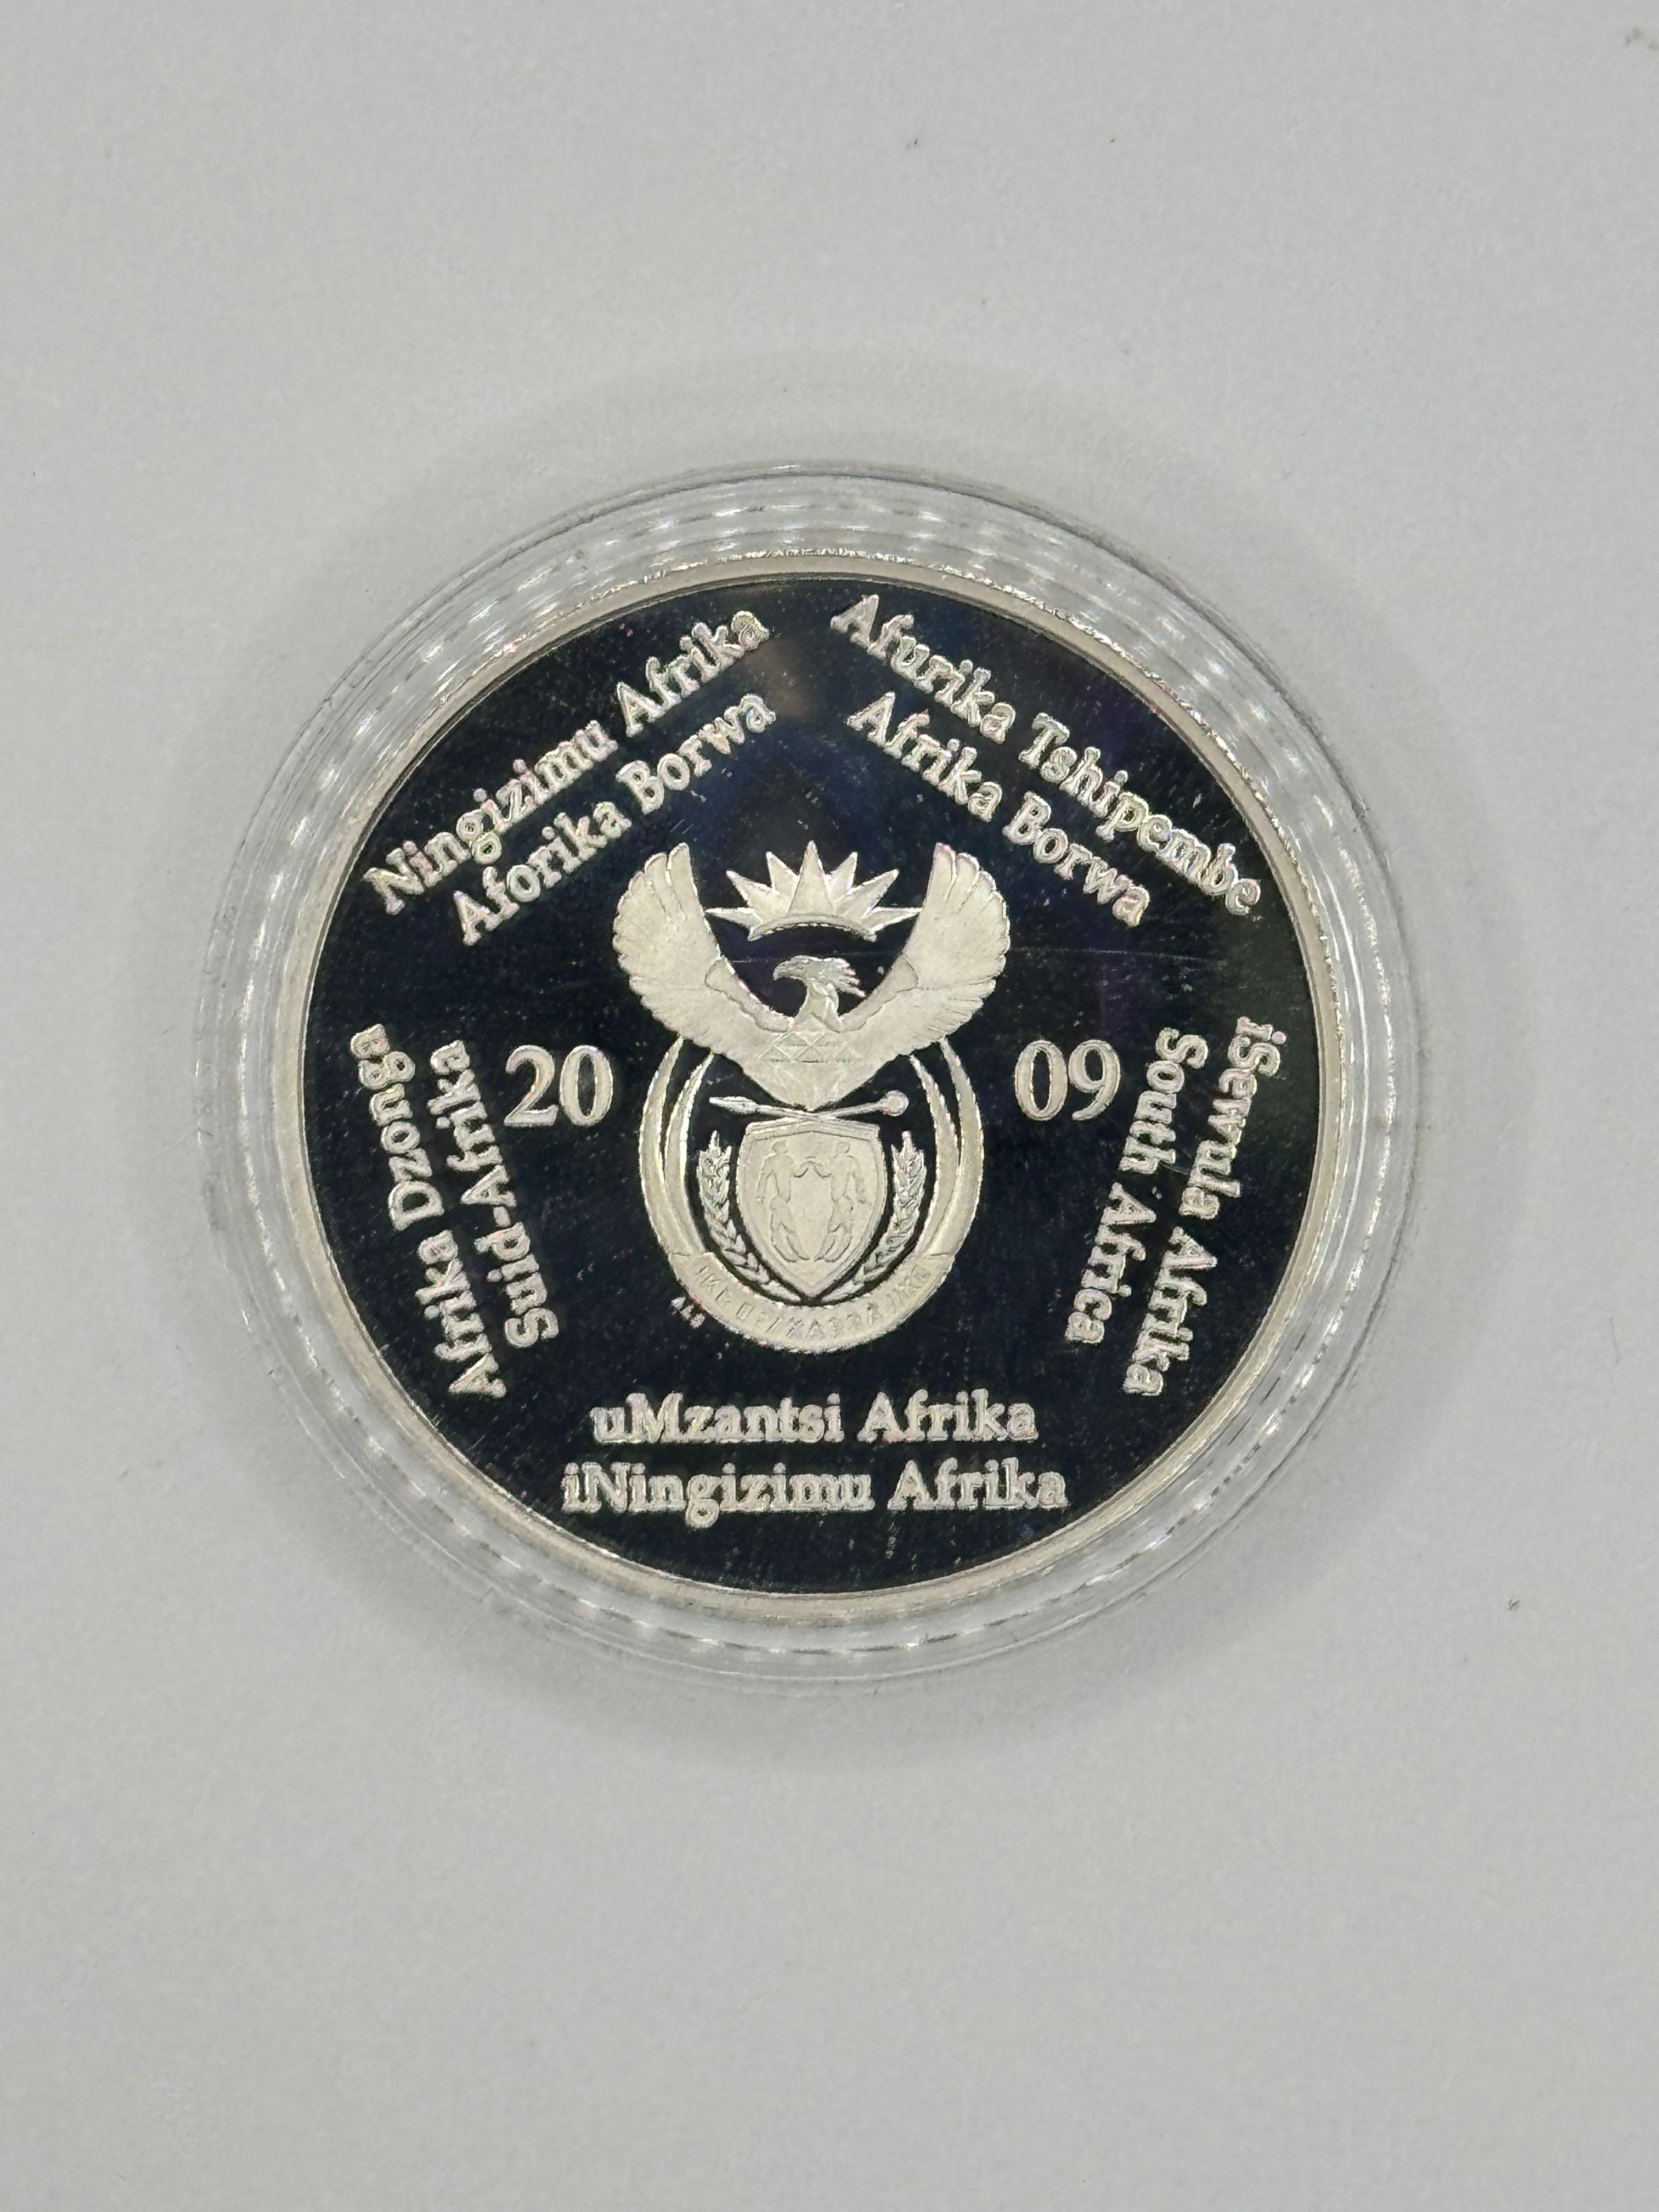 Ningizimu Afrika
Aforika Borwa
Afurika Tshipembe
Afrika Borwa
iSewula Afrika
South Africa
uMzantsi Afrika
iNingizimu Afrika
Afrika Dzonga
Suid-Afrika
20 09